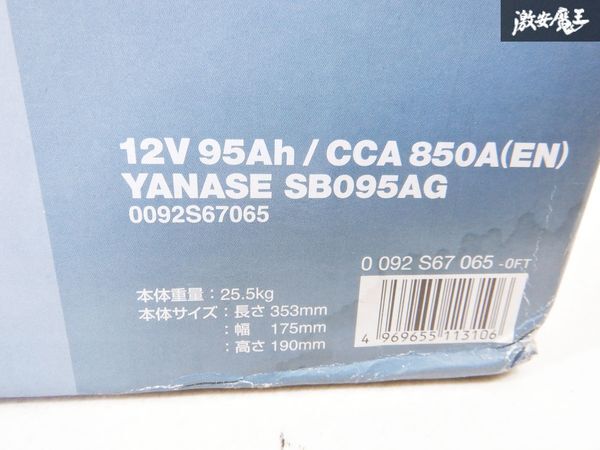 激安魔王
12V 95Ah / CCA 850A(EN)
YANASE SB095AG
0092S67065
0 092 S67 065 -0FT
本体重量：25.5kg
本体サイズ：長さ 353mm
：幅 175mm
：高さ 190mm
4 969655 113106